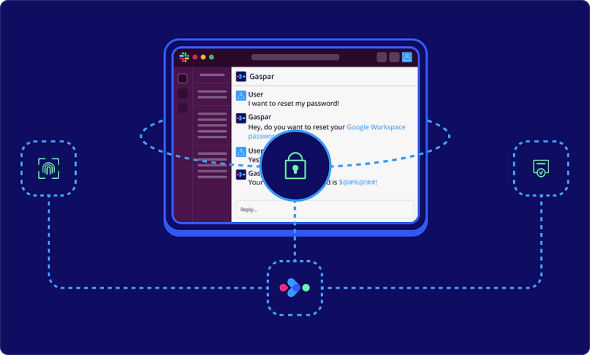 Gaspar
User
I want to reset my password!
Gaspar
Hey, do you want to reset your Google Workspace
User
Yes!
Your is $@#%@!##!
Reply...